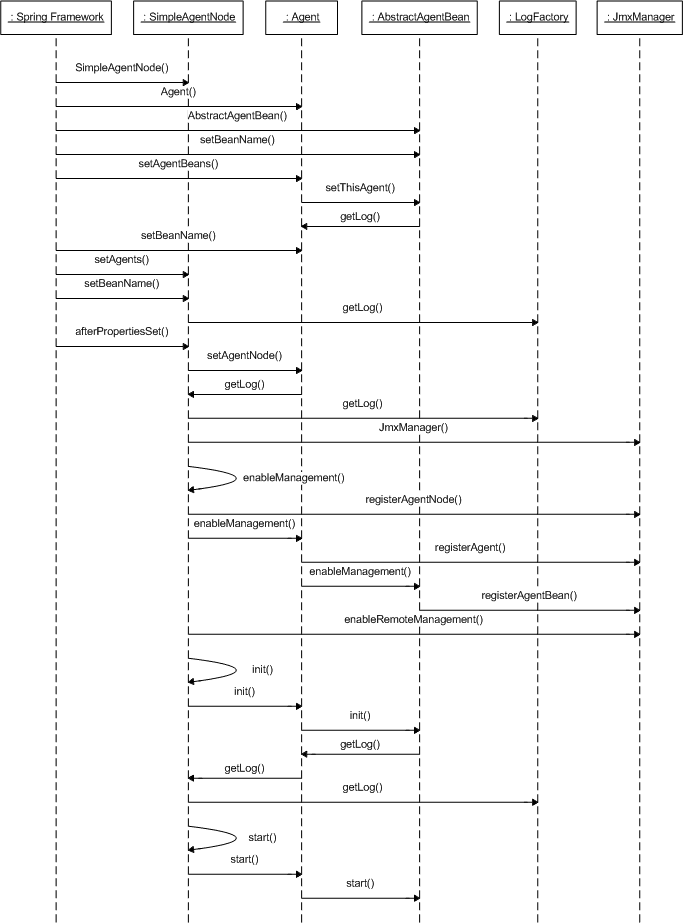 : Spring Framework
: SimpleAgentNode
: Agent
: AbstractAgentBean
: LogFactory
: JmxManager
SimpleAgentNode()
Agent()
AbstractAgentBean()
setBeanName()
setAgentBeans()
setThisAgent()
getLog()
setBeanName()
setAgents()
setBeanName()
getLog()
afterPropertiesSet()
setAgentNode()
getLog()
getLog()
JmxManager()
enableManagement()
registerAgentNode()
enableManagement()
registerAgent()
enableManagement()
registerAgentBean()
enableRemoteManagement()
init()
init()
init()
getLog()
getLog()
getLog()
start()
start()
start()